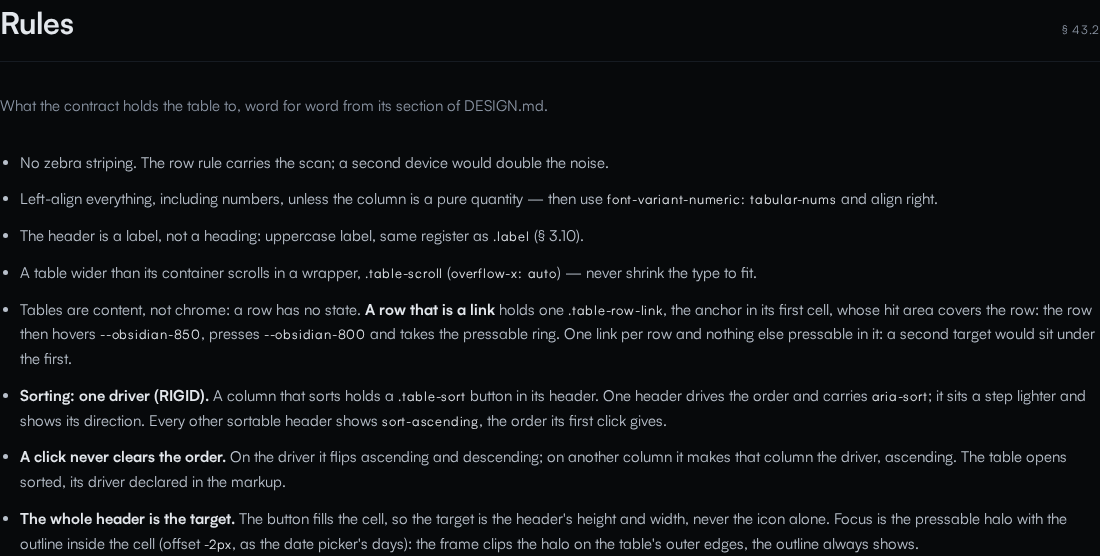 Rules
§ 43.2
What the contract holds the table to, word for word from its section of DESIGN.md.
• No zebra striping. The row rule carries the scan; a second device would double the noise.
• Left-align everything, including numbers, unless the column is a pure quantity — then use font-variant-numeric: tabular-nums and align right.
• The header is a label, not a heading: uppercase label, same register as .label (§ 3.10).
• A table wider than its container scrolls in a wrapper, .table-scroll (overflow-x: auto) — never shrink the type to fit.
• Tables are content, not chrome: a row has no state. A row that is a link holds one .table-row-link, the anchor in its first cell, whose hit area covers the row: the row
then hovers --obsidian-850, presses --obsidian-800 and takes the pressable ring. One link per row and nothing else pressable in it: a second target would sit under
the first.
• Sorting: one driver (RIGID). A column that sorts holds a .table-sort button in its header. One header drives the order and carries aria-sort; it sits a step lighter and
shows its direction. Every other sortable header shows sort-ascending, the order its first click gives.
• A click never clears the order. On the driver it flips ascending and descending; on another column it makes that column the driver, ascending. The table opens
sorted, its driver declared in the markup.
• The whole header is the target. The button fills the cell, so the target is the header's height and width, never the icon alone. Focus is the pressable halo with the
outline inside the cell (offset -2px, as the date picker's days): the frame clips the halo on the table's outer edges, the outline always shows.